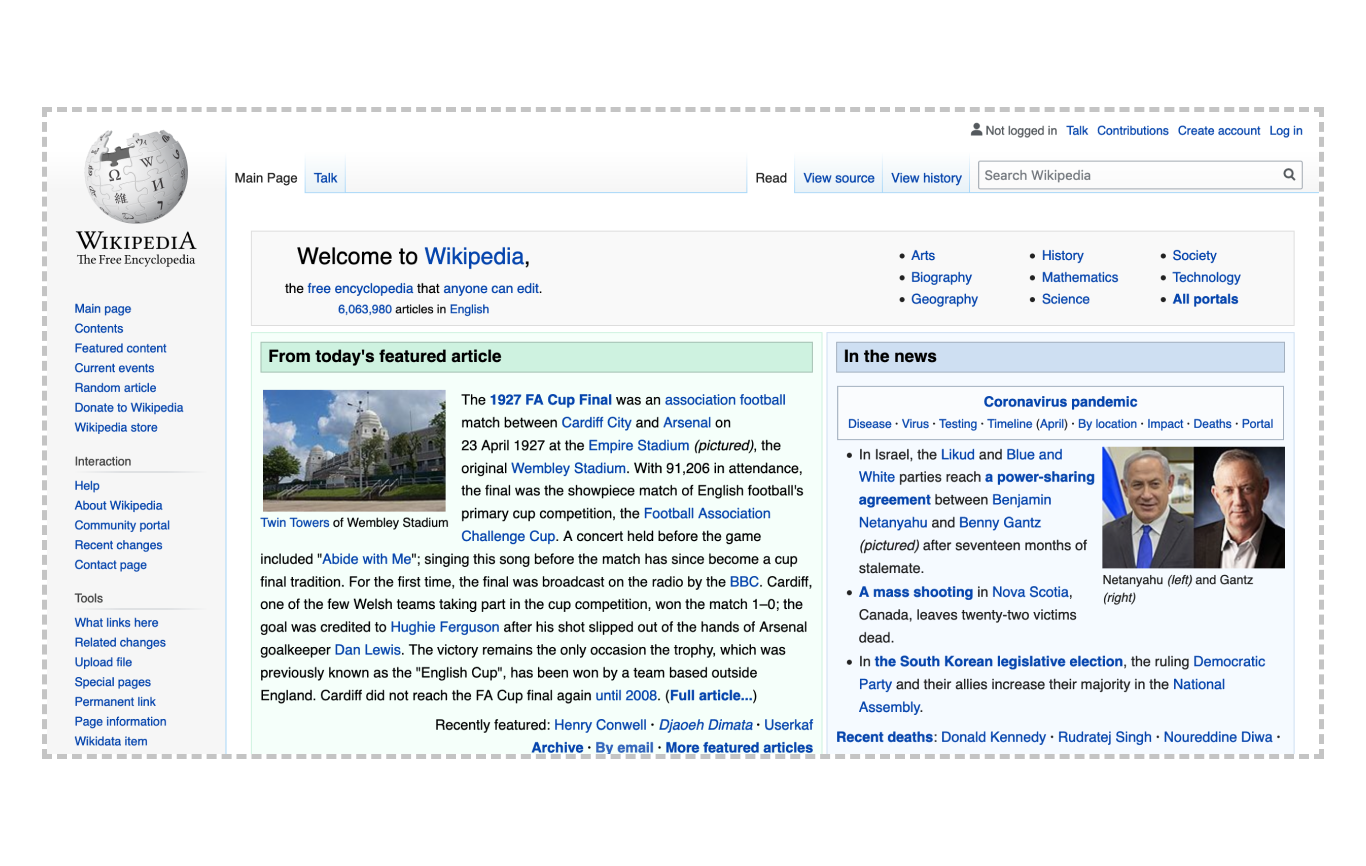 Not logged in Talk Contributions Create account Log in
Main Page Talk Read View source View history Search Wikipedia
Ω W И 維 ウ
WIKIPEDIA
The Free Encyclopedia
Main page
Contents
Featured content
Current events
Random article
Donate to Wikipedia
Wikipedia store
Interaction
Help
About Wikipedia
Community portal
Recent changes
Contact page
Tools
What links here
Related changes
Upload file
Special pages
Permanent link
Page information
Wikidata item
Welcome to Wikipedia,
the free encyclopedia that anyone can edit.
6,063,980 articles in English
• Arts
• Biography
• Geography
• History
• Mathematics
• Science
• Society
• Technology
• All portals
From today's featured article
Twin Towers of Wembley Stadium
The 1927 FA Cup Final was an association football
match between Cardiff City and Arsenal on
23 April 1927 at the Empire Stadium (pictured), the
original Wembley Stadium. With 91,206 in attendance,
the final was the showpiece match of English football's
primary cup competition, the Football Association
Challenge Cup. A concert held before the game
included "Abide with Me"; singing this song before the match has since become a cup
final tradition. For the first time, the final was broadcast on the radio by the BBC. Cardiff,
one of the few Welsh teams taking part in the cup competition, won the match 1–0; the
goal was credited to Hughie Ferguson after his shot slipped out of the hands of Arsenal
goalkeeper Dan Lewis. The victory remains the only occasion the trophy, which was
previously known as the "English Cup", has been won by a team based outside
England. Cardiff did not reach the FA Cup final again until 2008. (Full article...)
Recently featured: Henry Conwell · Djaoeh Dimata · Userkaf
Archive · By email · More featured articles
In the news
Coronavirus pandemic
Disease · Virus · Testing · Timeline (April) · By location · Impact · Deaths · Portal
• In Israel, the Likud and Blue and
White parties reach a power-sharing
agreement between Benjamin
Netanyahu and Benny Gantz
(pictured) after seventeen months of
stalemate.
Netanyahu (left) and Gantz
(right)
• A mass shooting in Nova Scotia,
Canada, leaves twenty-two victims
dead.
• In the South Korean legislative election, the ruling Democratic
Party and their allies increase their majority in the National
Assembly.
Recent deaths: Donald Kennedy · Rudratej Singh · Noureddine Diwa ·